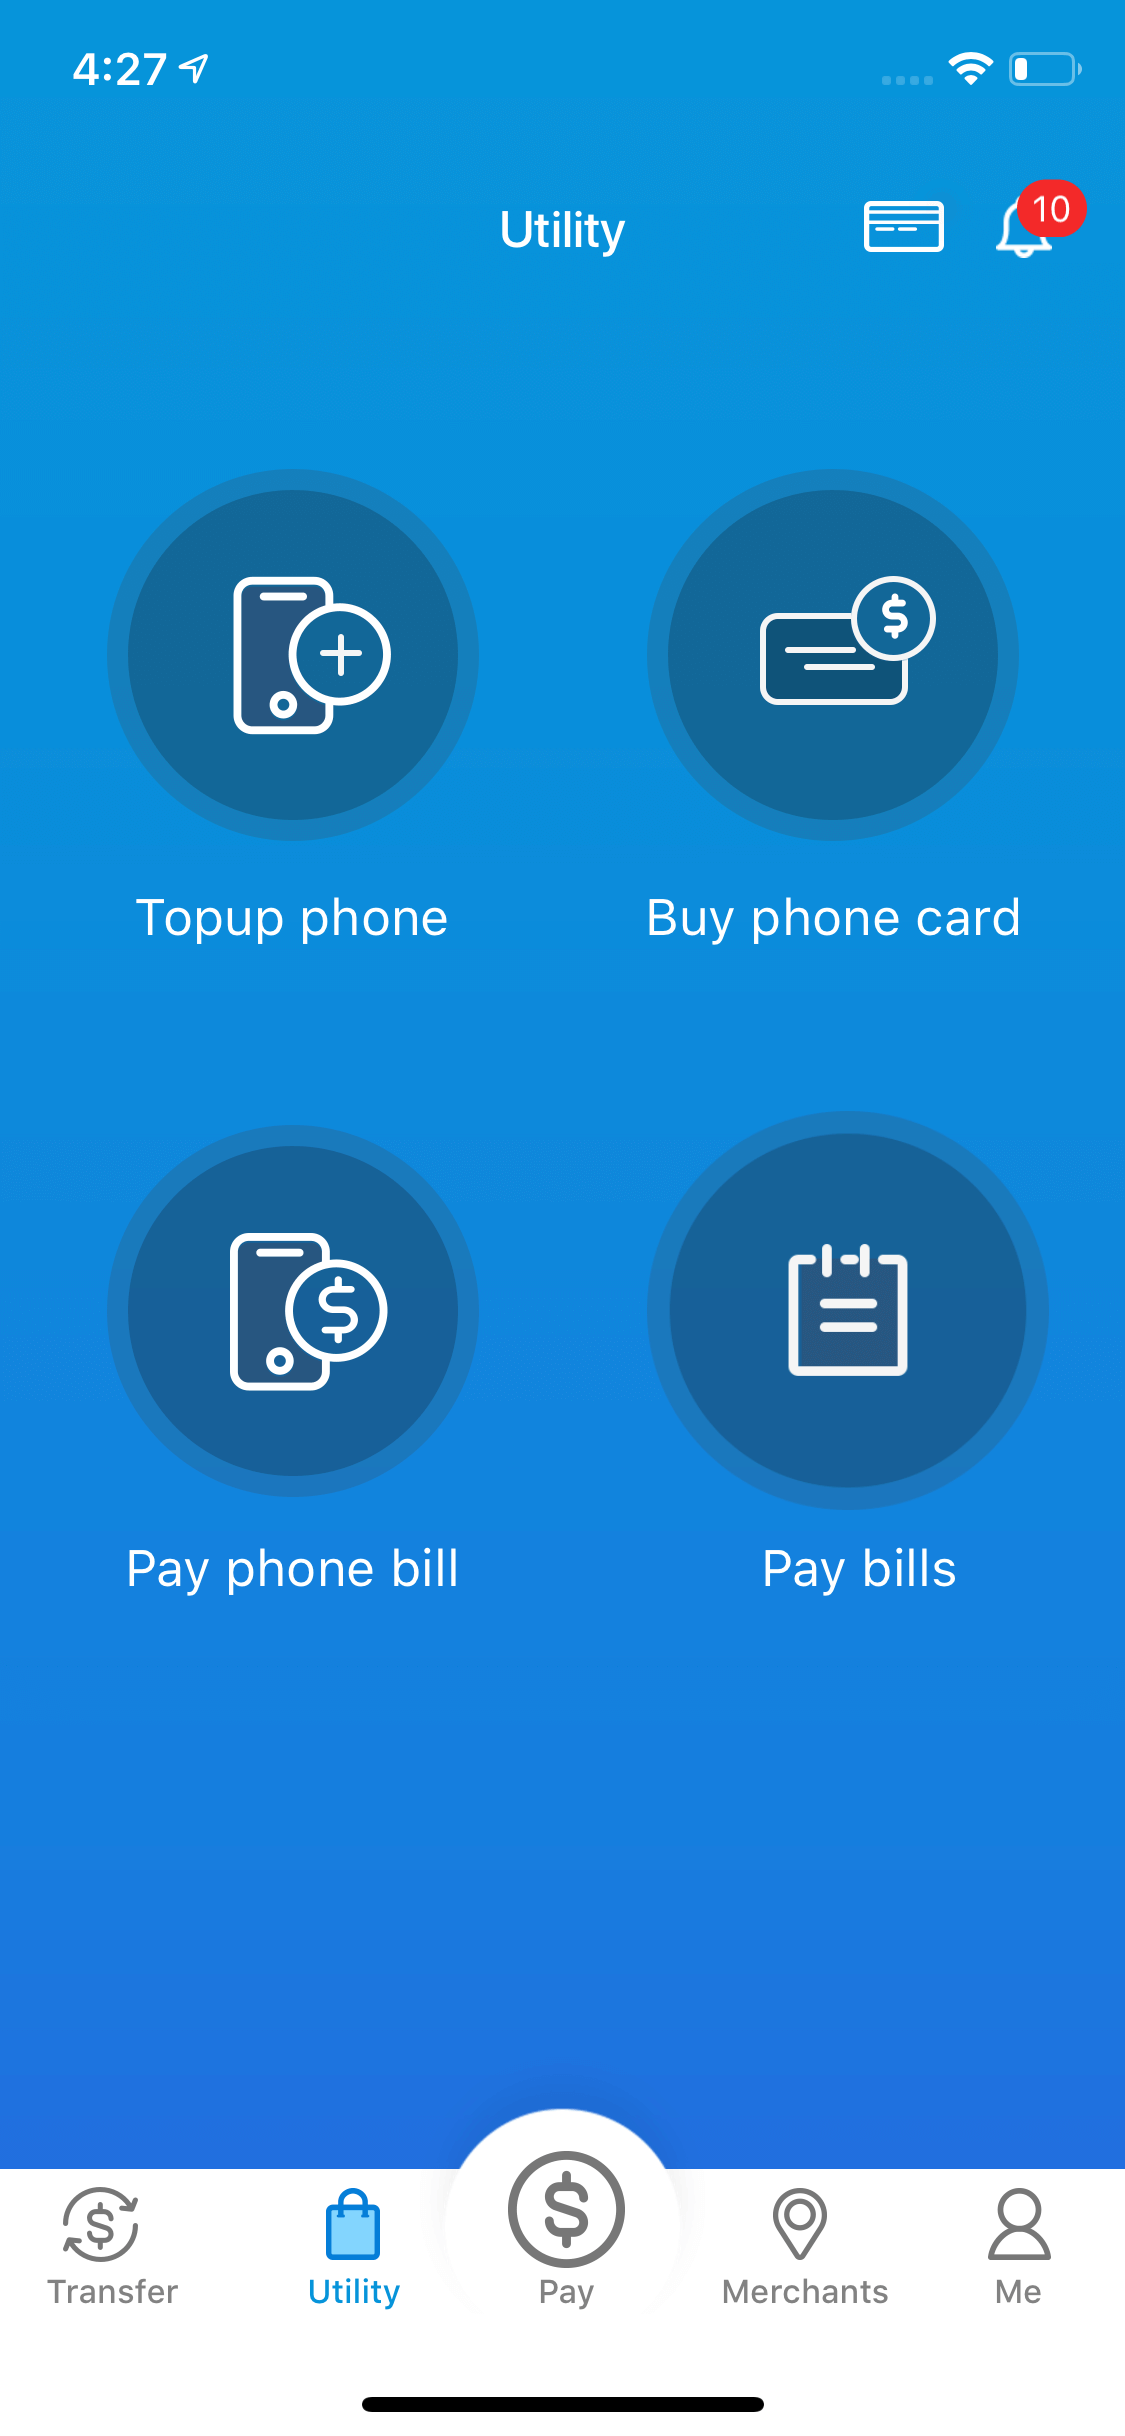 4:27
Utility
10
Topup phone
Buy phone card
Pay phone bill
Pay bills
Transfer
Utility
Pay
Merchants
Me